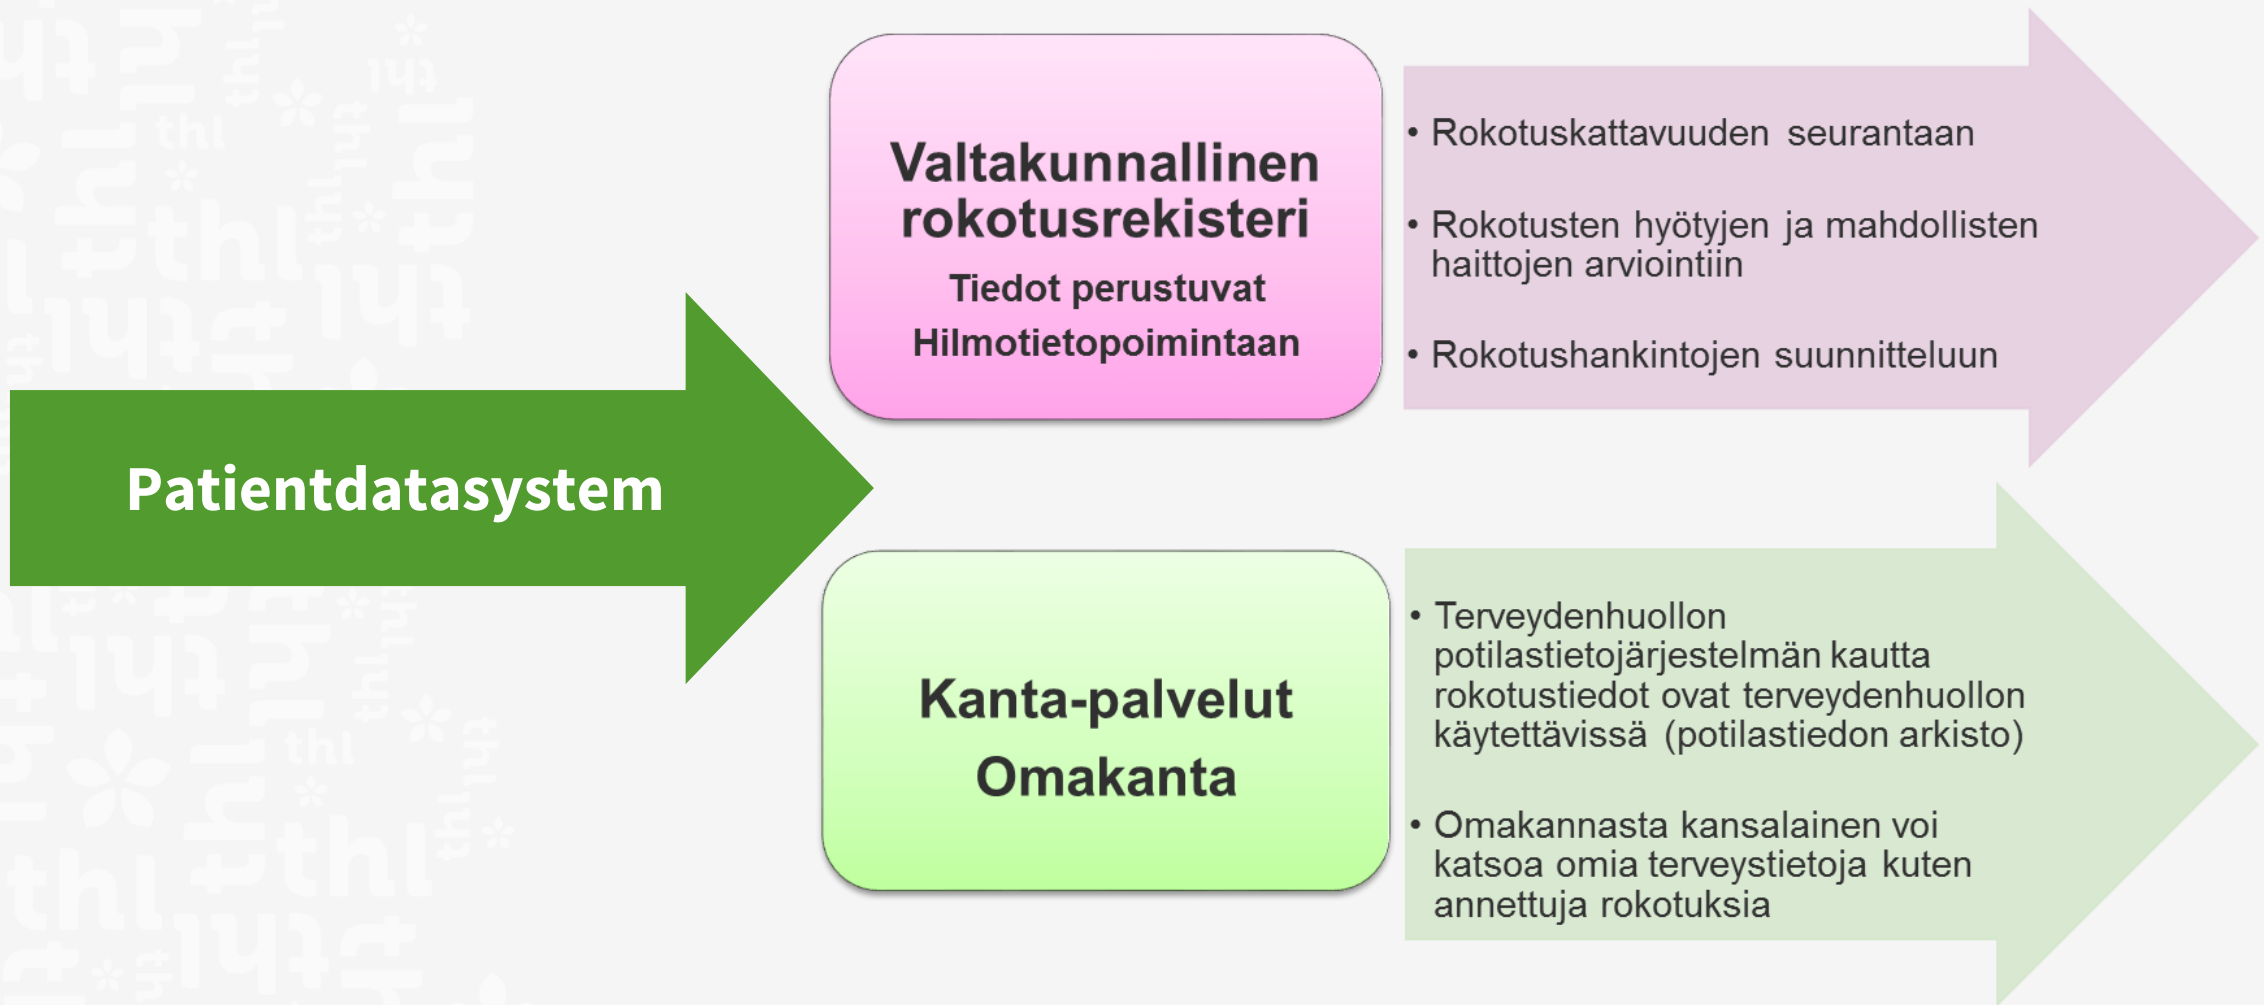 Patientdatasystem
Valtakunnallinen
rokotusrekisteri
Tiedot perustuvat
Hilmotietopoimintaan
• Rokotuskattavuuden seurantaan
• Rokotusten hyötyjen ja mahdollisten
haittojen arviointiin
• Rokotushankintojen suunnitteluun
Kanta-palvelut
Omakanta
• Terveydenhuollon
potilastietojärjestelmän kautta
rokotustiedot ovat terveydenhuollon
käytettävissä (potilastiedon arkisto)
• Omakannasta kansalainen voi
katsoa omia terveystietoja kuten
annettuja rokotuksia